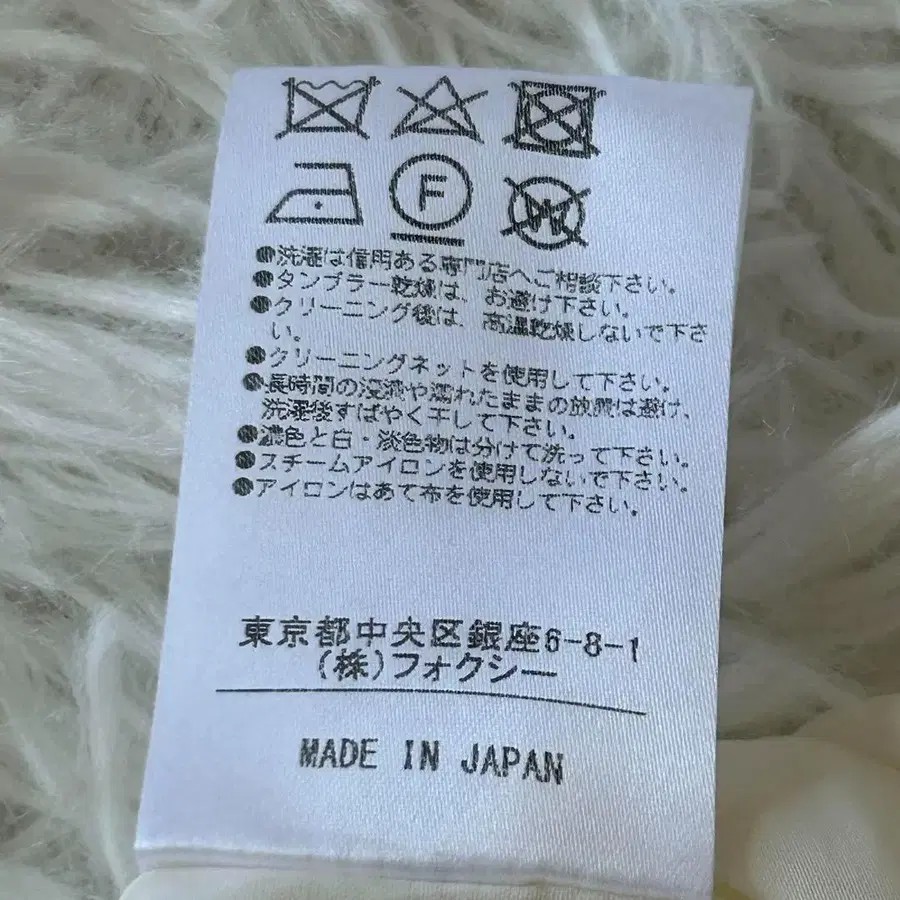 F
W
●洗濯は信用ある専門店へご相談下さい。
●タンブラー乾燥は、お避け下さい。
●クリーニング後は、高温乾燥しないで下さ
い。
●クリーニングネットを使用して下さい。
●長時間の浸漬や濡れたままの放置は避け、
洗濯後すばやく干して下さい。
●濃色と白・淡色物は分けて洗って下さい。
●スチームアイロンを使用しないで下さい。
●アイロンはあて布を使用して下さい。
東京都中央区銀座6-8-1
(株)フォクシー
MADE IN JAPAN